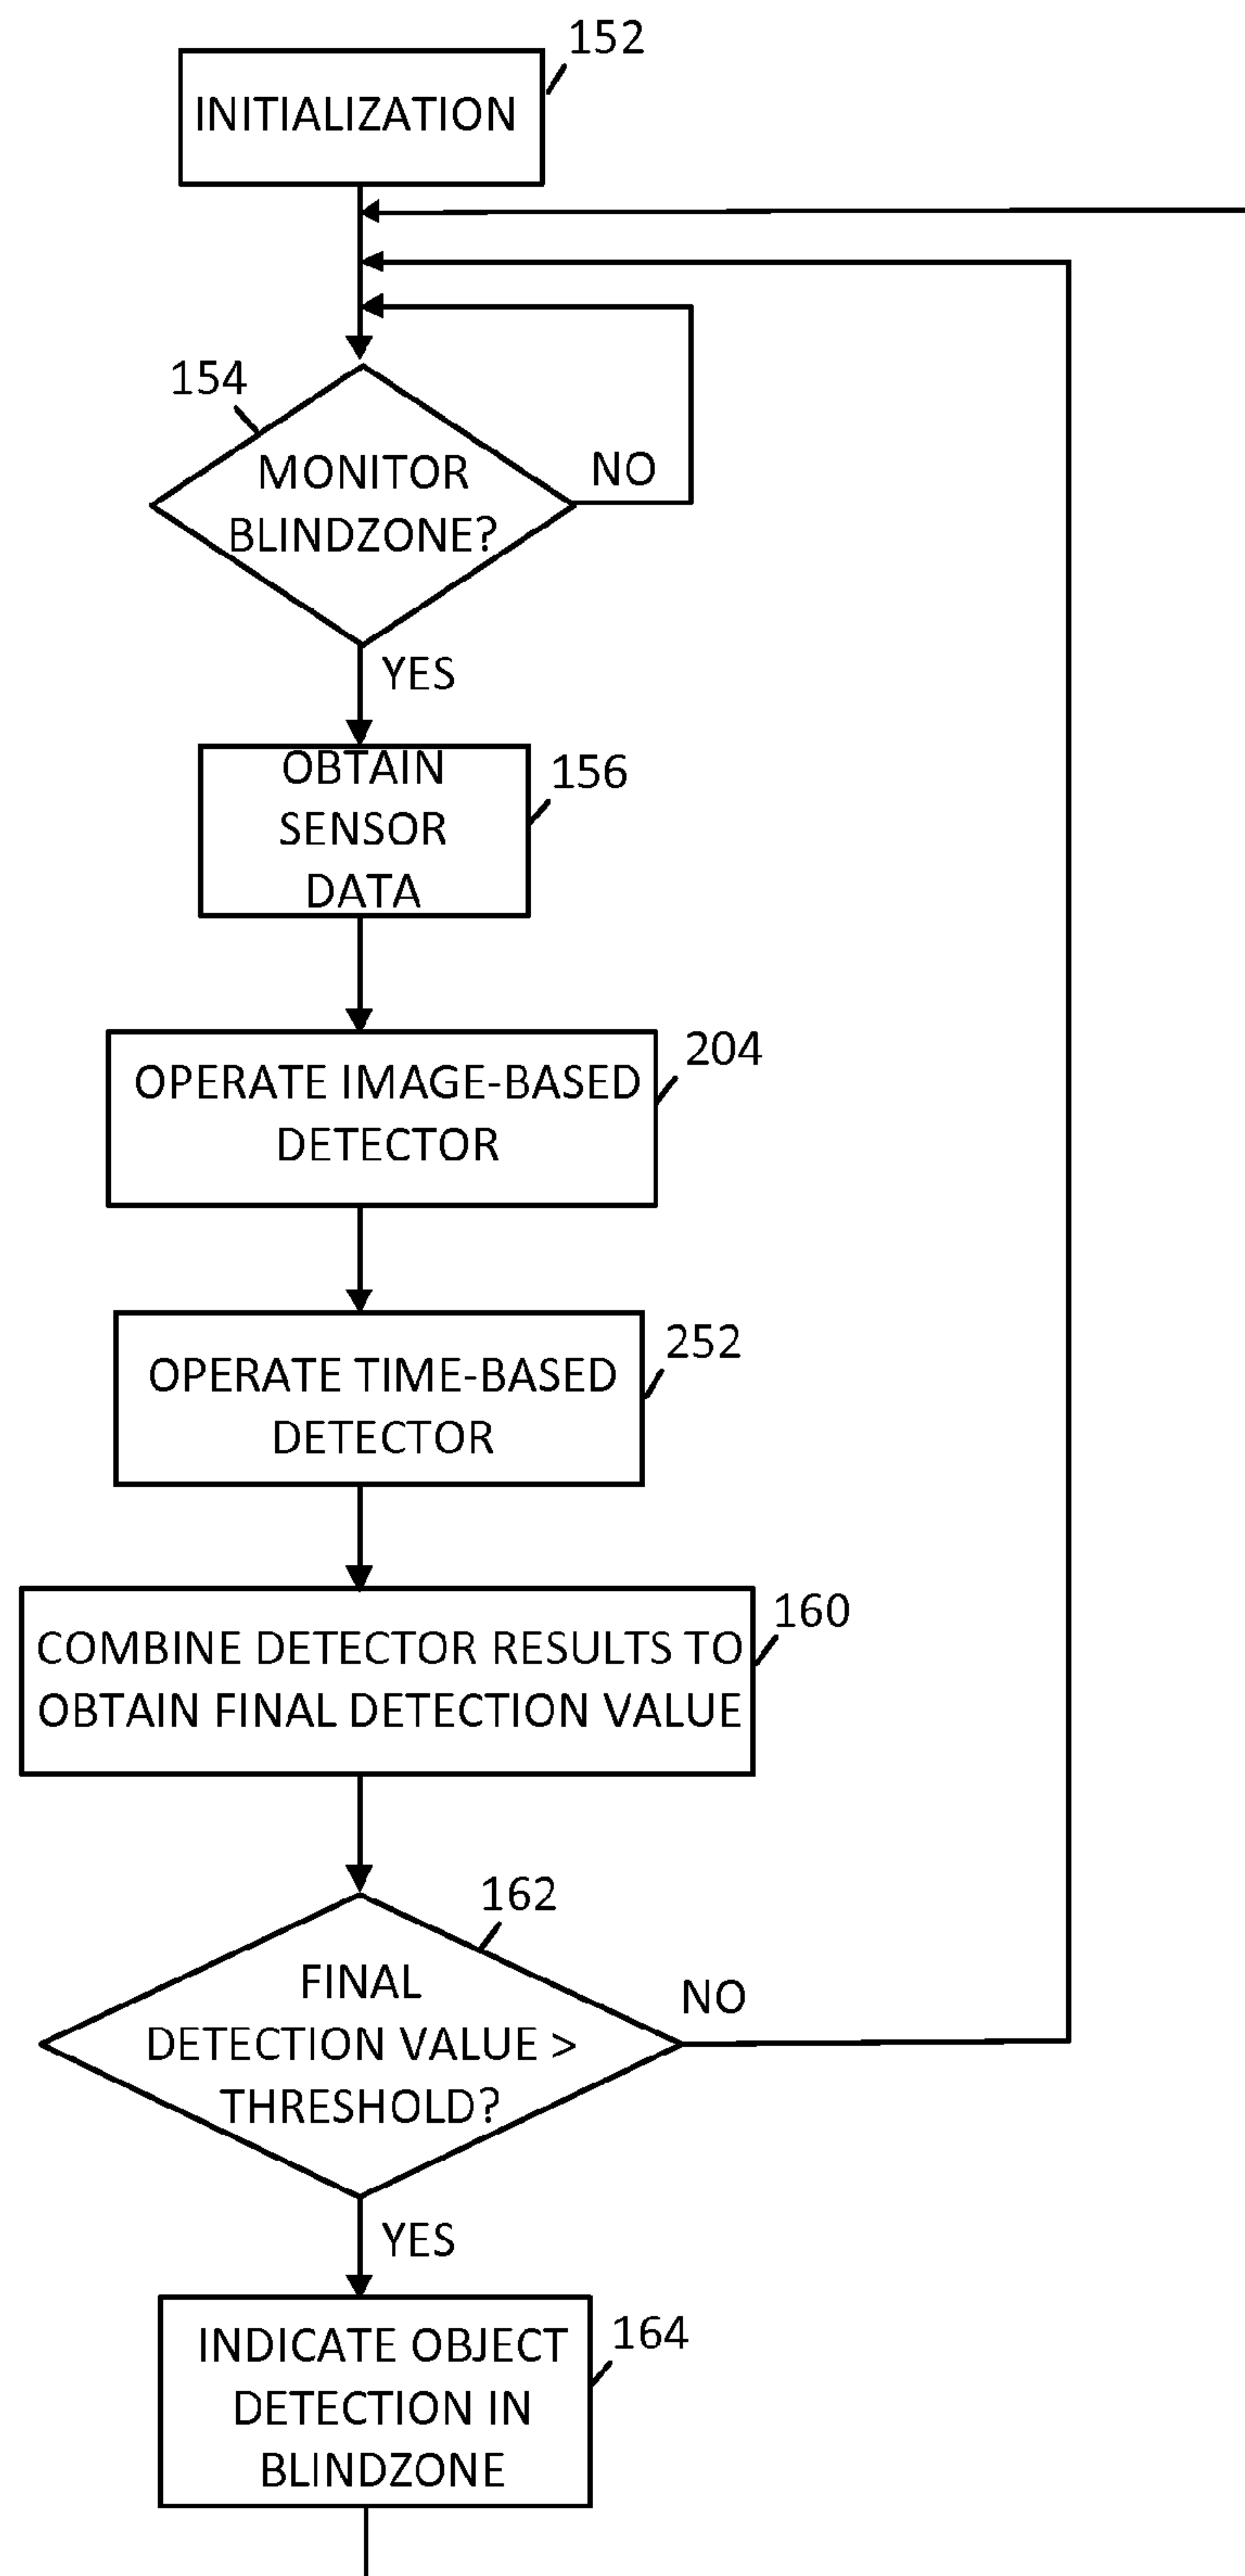 152
INITIALIZATION
154
MONITOR
BLINDZONE?
NO
YES
OBTAIN
SENSOR
DATA
156
OPERATE IMAGE-BASED
DETECTOR
204
OPERATE TIME-BASED
DETECTOR
252
COMBINE DETECTOR RESULTS TO
OBTAIN FINAL DETECTION VALUE
160
162
FINAL
DETECTION VALUE >
THRESHOLD?
NO
YES
INDICATE OBJECT
DETECTION IN
BLINDZONE
164